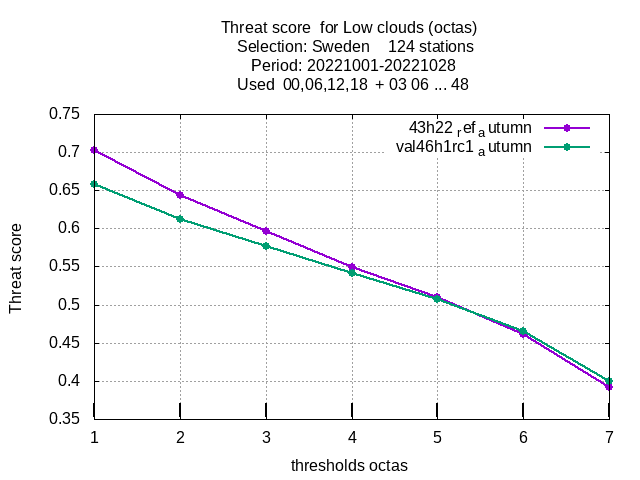 Threat score  for Low clouds (octas)
Selection: Sweden    124 stations
Period: 20221001-20221028
Used  00,06,12,18  + 03 06 ... 48
0.75
0.7
0.65
0.6
0.55
0.5
0.45
0.4
0.35
Threat score
43h22 ref a utumn
val46h1rc1 a utumn
1 2 3 4 5 6 7
thresholds octas